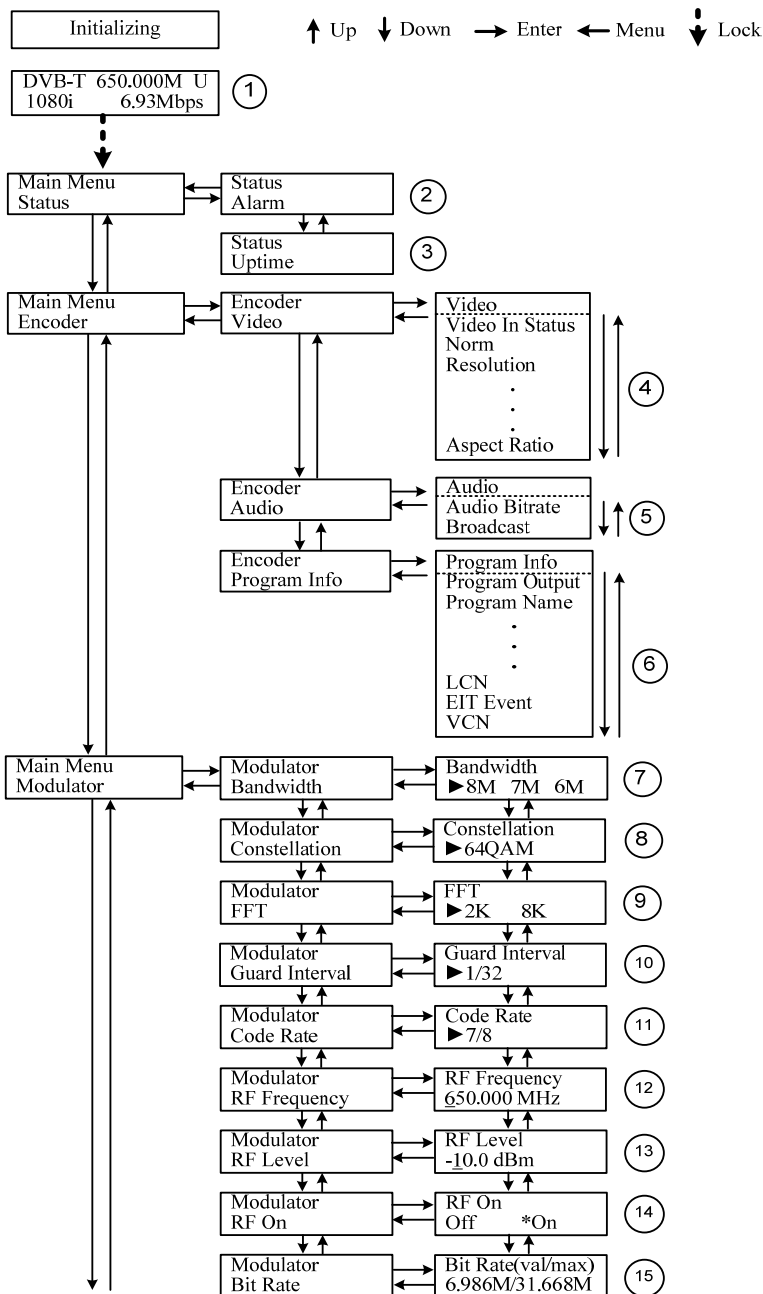 Initializing
Up Down Enter Menu Lock
DVB-T 650.000M U
1080i 6.93Mbps
1
Main Menu
Status
Status
Alarm
2
Status
Uptime
3
Main Menu
Encoder
Encoder
Video
Video
Video In Status
Norm
Resolution
.
.
.
Aspect Ratio
4
Encoder
Audio
Audio
Audio Bitrate
Broadcast
5
Encoder
Program Info
Program Info
Program Output
Program Name
.
.
.
LCN
EIT Event
VCN
6
Main Menu
Modulator
Modulator
Bandwidth
Bandwidth
►8M 7M 6M
7
Modulator
Constellation
Constellation
►64QAM
8
Modulator
FFT
FFT
►2K 8K
9
Modulator
Guard Interval
Guard Interval
►1/32
10
Modulator
Code Rate
Code Rate
►7/8
11
Modulator
RF Frequency
RF Frequency
650.000 MHz
12
Modulator
RF Level
RF Level
-10.0 dBm
13
Modulator
RF On
RF On
Off *On
14
Modulator
Bit Rate
Bit Rate(val/max)
6.986M/31.668M
15